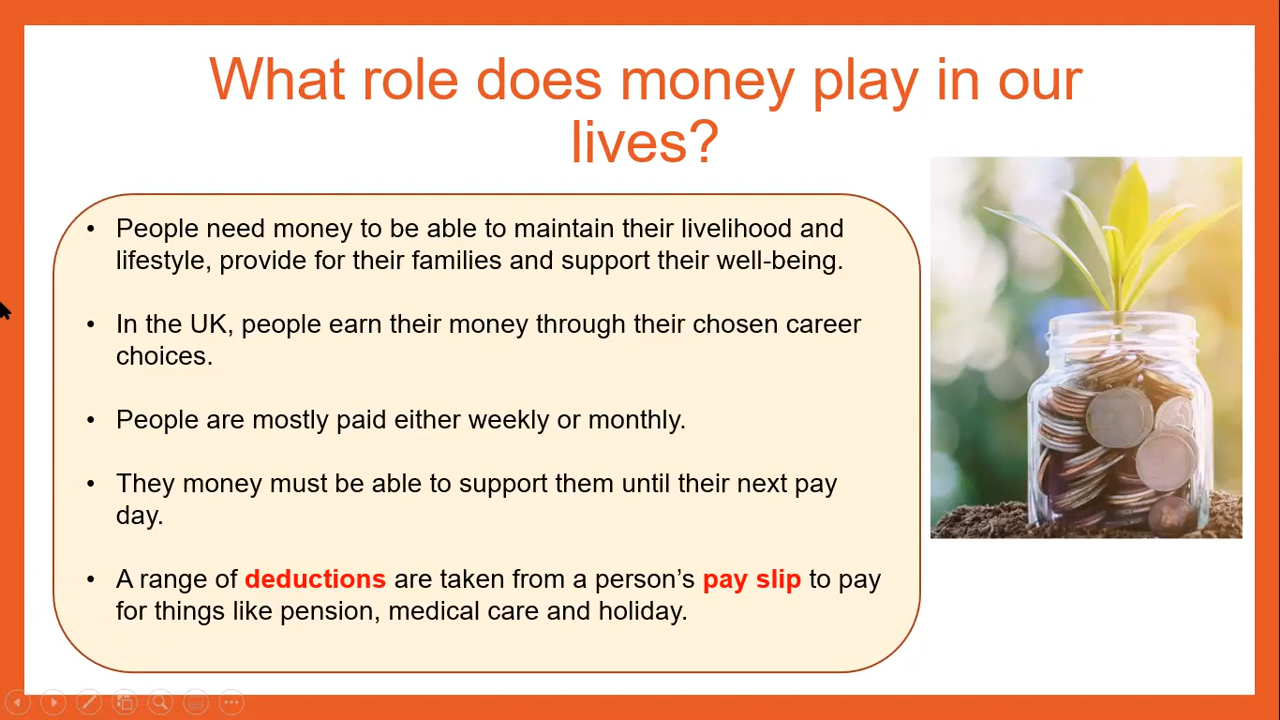 What role does money play in our
lives?
• People need money to be able to maintain their livelihood and
lifestyle, provide for their families and support their well-being.
• In the UK, people earn their money through their chosen career
choices.
• People are mostly paid either weekly or monthly.
• They money must be able to support them until their next pay
day.
• A range of deductions are taken from a person’s pay slip to pay
for things like pension, medical care and holiday.